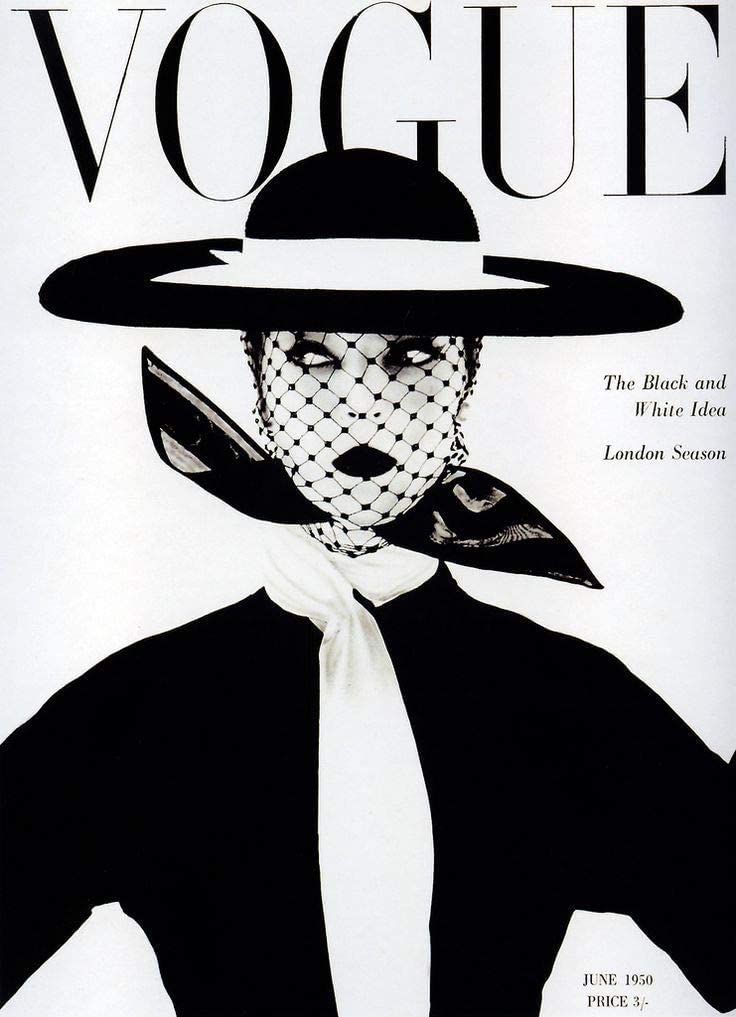 VOGUE
The Black and
White Idea
London Season
JUNE 1950
PRICE 3/-